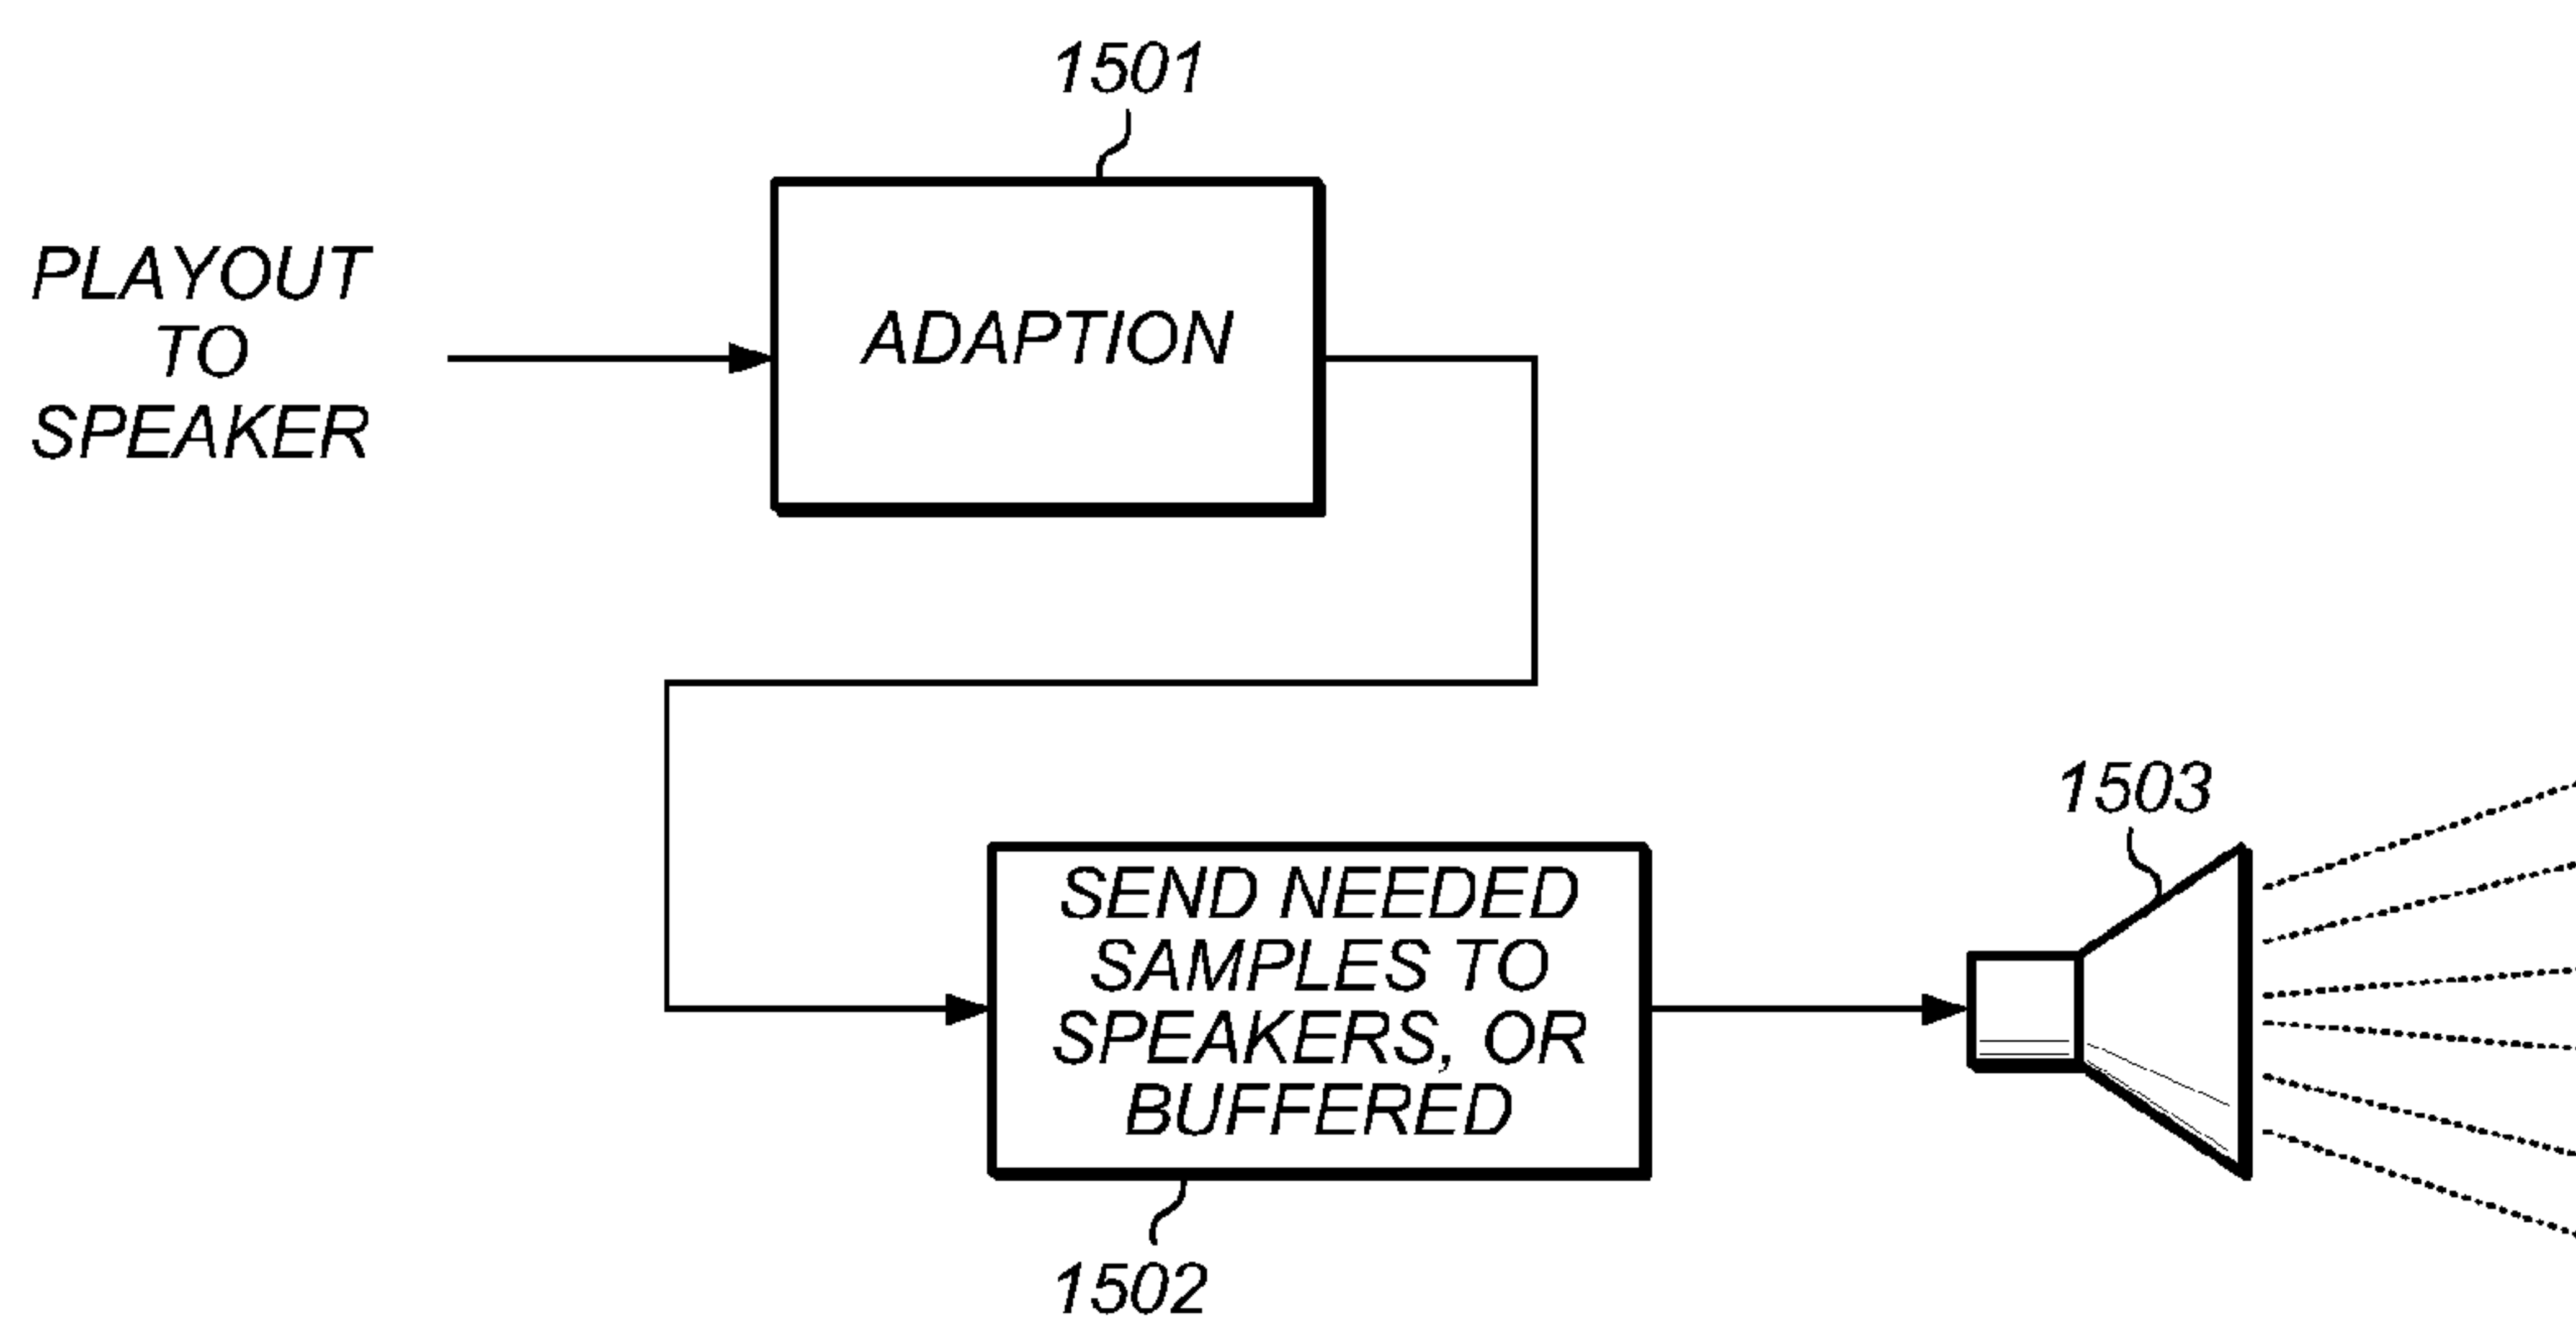 1501
PLAYOUT
TO
SPEAKER
ADAPTION
1503
SEND NEEDED
SAMPLES TO
SPEAKERS, OR
BUFFERED
1502